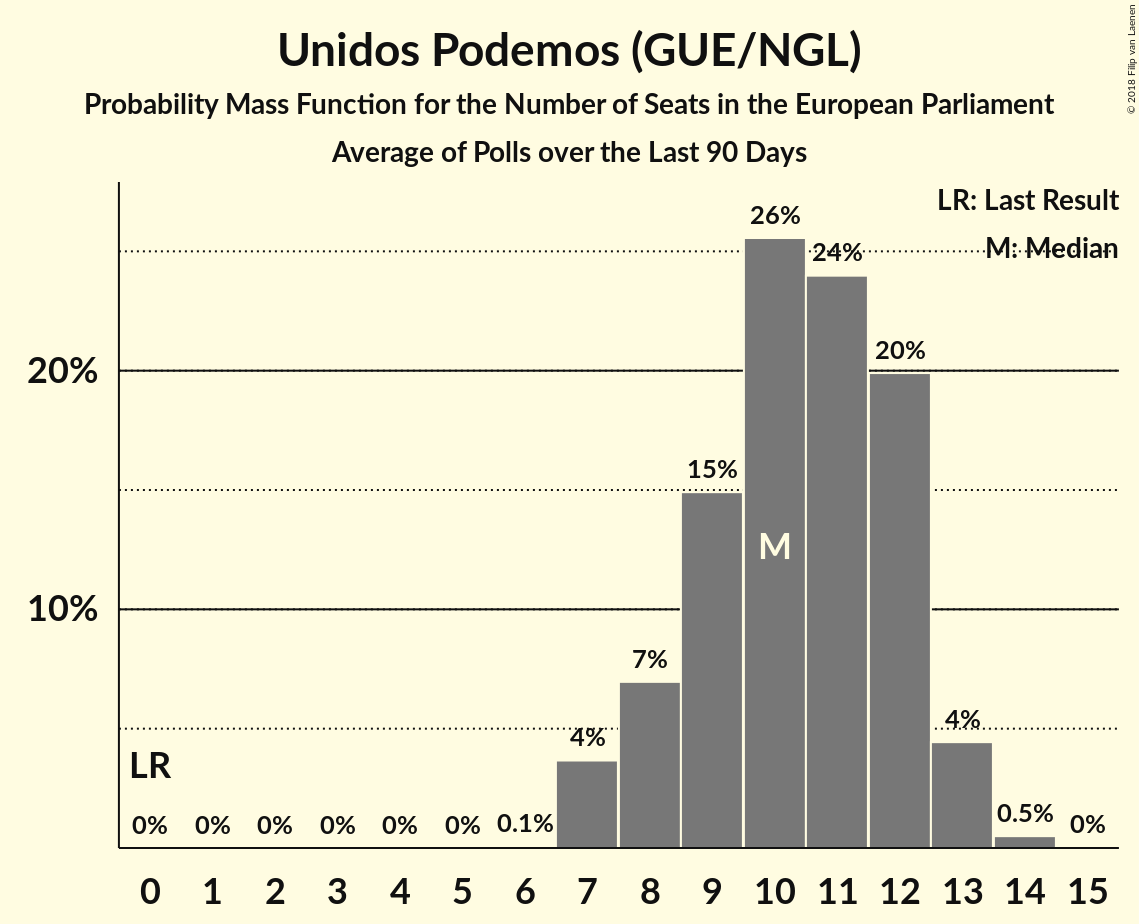 Unidos Podemos (GUE/NGL)
Probability Mass Function for the Number of Seats in the European Parliament
Average of Polls over the Last 90 Days
© 2018 Filip van Laenen
LR: Last Result
M: Median
26%
24%
20%
20%
15%
M
10%
7%
4%
4%
LR
0% 0% 0% 0% 0% 0% 0.1% 0.5% 0%
0 1 2 3 4 5 6 7 8 9 10 11 12 13 14 15